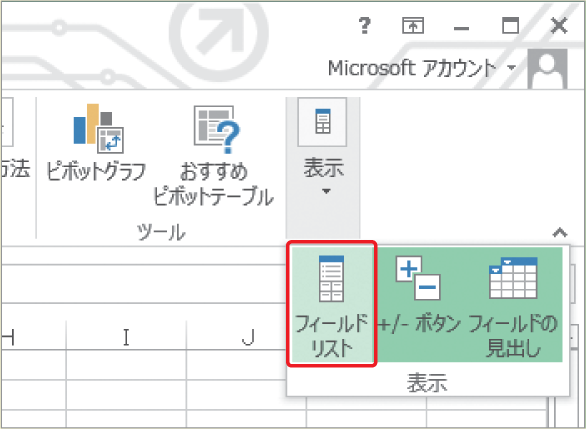 ?
Microsoft アカウント
方法
ピボットグラフ
おすすめ
ピボットテーブル
表示
ツール
フィールド
リスト
+/- ボタン
フィールドの
見出し
表示
H I J